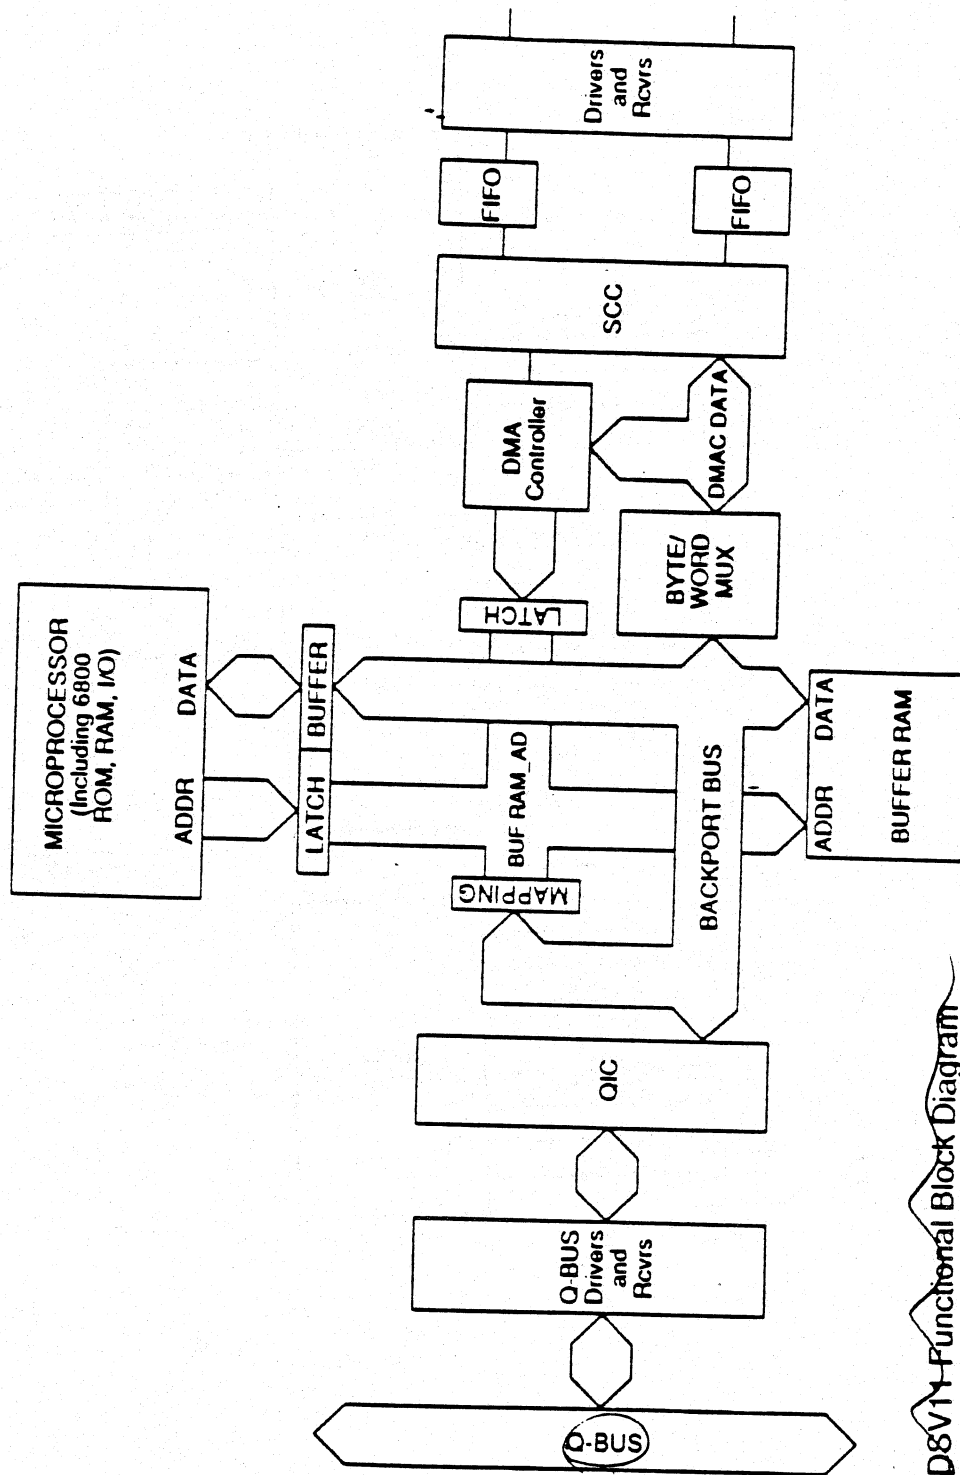 MICROPROCESSOR
(Including 6800
ROM, RAM, I/O)
ADDR
DATA
LATCH
BUFFER
Q-BUS
Q-BUS
Drivers
and
Rcvrs
QIC
MAPPING
BUF RAM_AD
LATCH
DMA
Controller
SCC
FIFO
FIFO
Drivers
and
Rcvrs
BACKPORT BUS
BYTE/
WORD
MUX
DMAC DATA
ADDR
DATA
BUFFER RAM
DSV11 Functional Block Diagram